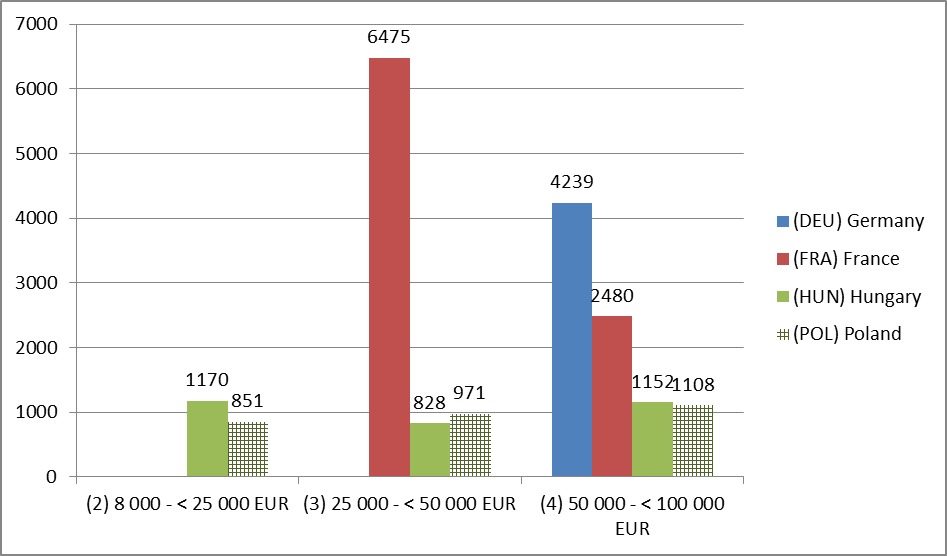 7000
6000
5000
4000
3000
2000
1000
0
6475
4239
2480
1170
851
828
971
1152
1108
(2) 8 000 - < 25 000 EUR
(3) 25 000 - < 50 000 EUR
(4) 50 000 - < 100 000
EUR
(DEU) Germany
(FRA) France
(HUN) Hungary
(POL) Poland